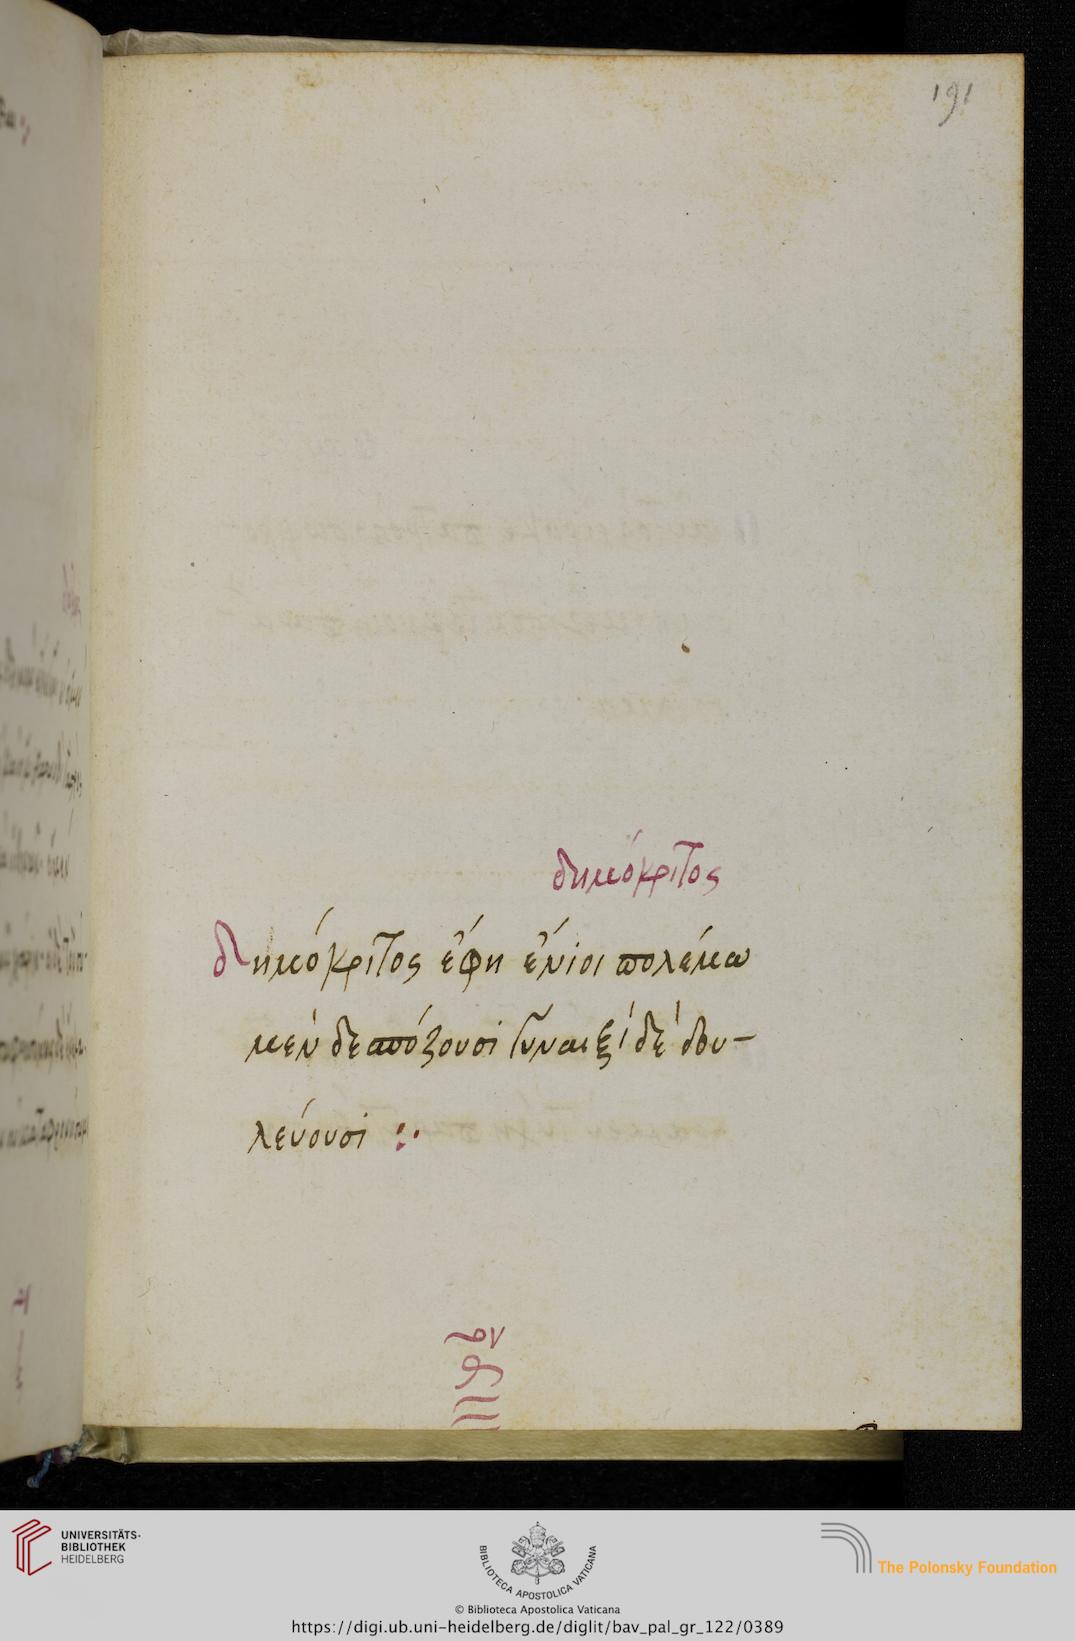 191
δημόκριτος
δημόκριτος ἔφη ἔνιοι πολέμω
μὲν δεσπόζουσι γυναιξὶ δὲ δου-
λεύουσι :·
UNIVERSITÄTS-
BIBLIOTHEK
HEIDELBERG
BIBLIOTECA APOSTOLICA VATICANA
The Polonsky Foundation
© Biblioteca Apostolica Vaticana
https://digi.ub.uni-heidelberg.de/diglit/bav_pal_gr_122/0389